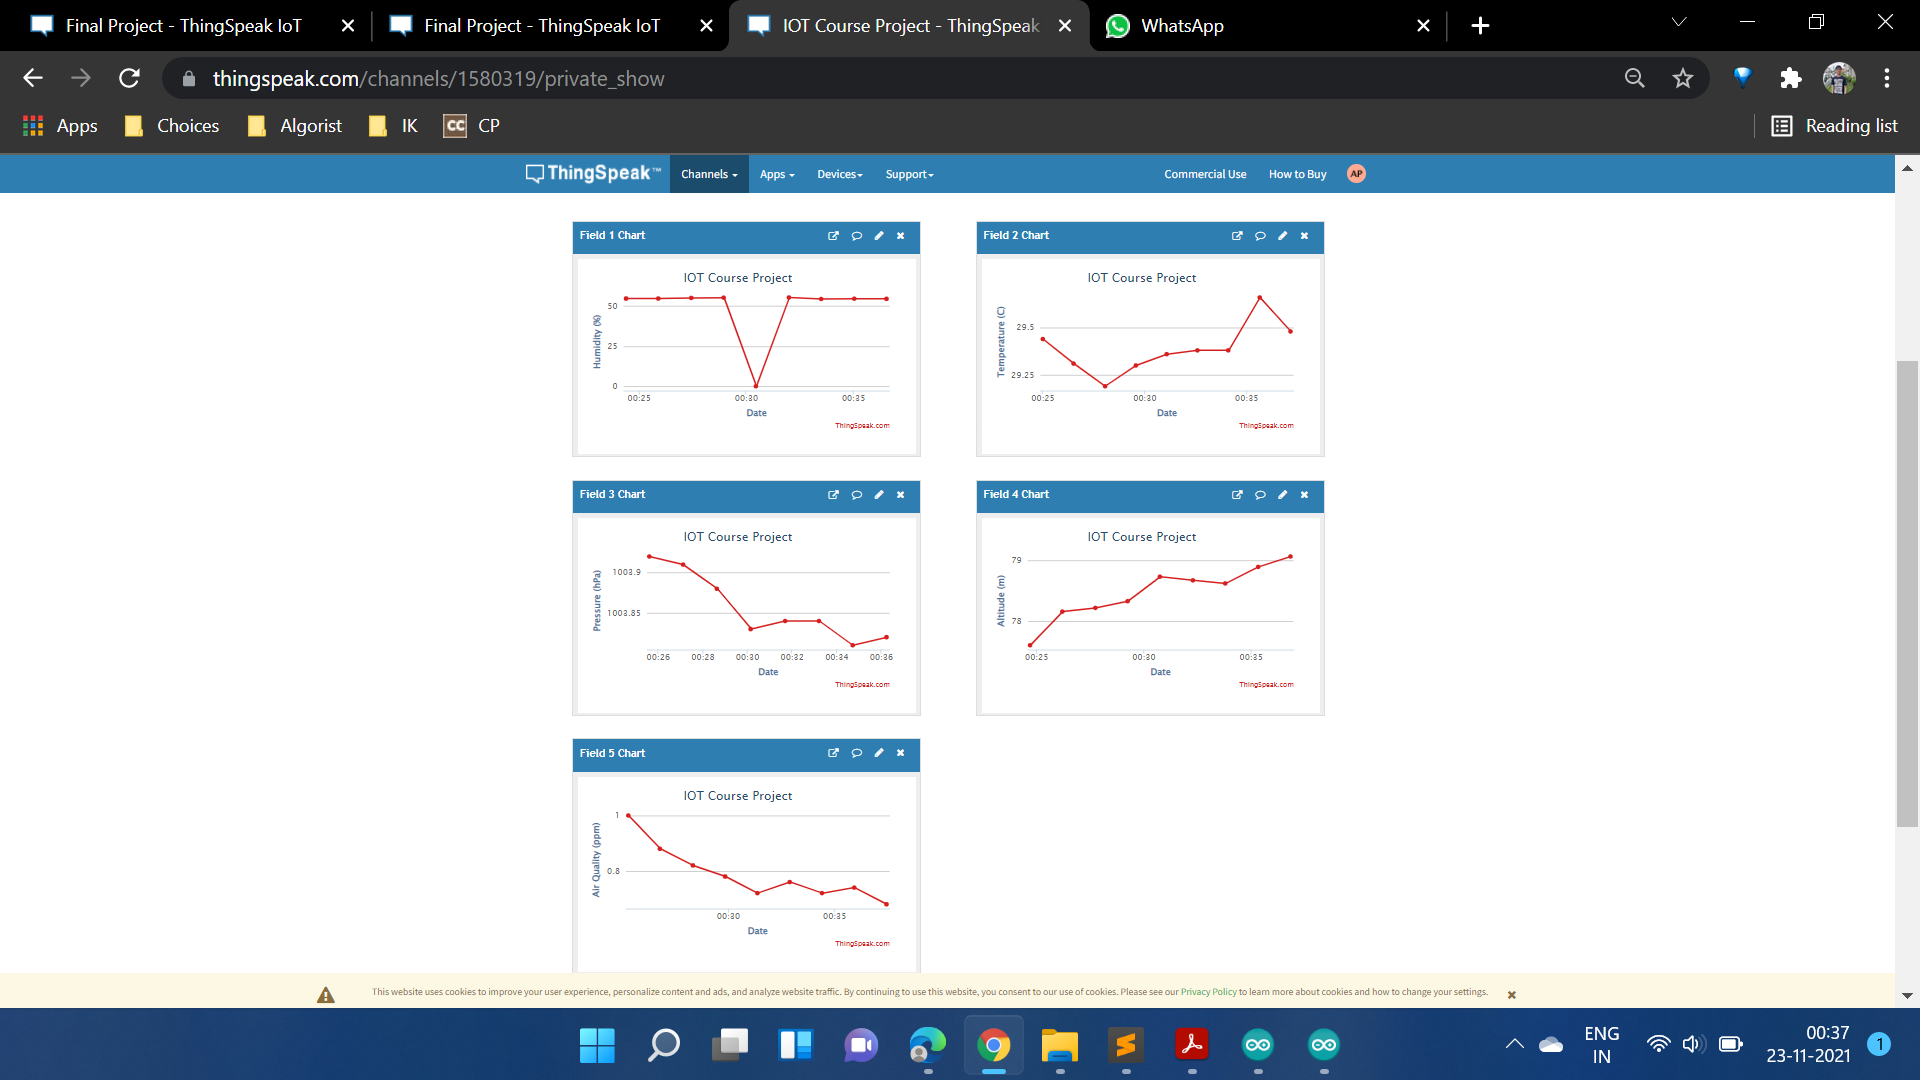 Final Project - ThingSpeak IoT
Final Project - ThingSpeak IoT
IOT Course Project - ThingSpeak
WhatsApp
thingspeak.com/channels/1580319/private_show
Apps Choices Algorist IK CC CP Reading list
ThingSpeak™ Channels Apps Devices Support Commercial Use How to Buy AP
Field 1 Chart
IOT Course Project
Humidity (%)
50
25
0
00:25 00:30 00:35
Date
ThingSpeak.com
Field 2 Chart
IOT Course Project
Temperature (C)
29.5
29.25
00:25 00:30 00:35
Date
ThingSpeak.com
Field 3 Chart
IOT Course Project
Pressure (hPa)
1003.9
1003.85
00:26 00:28 00:30 00:32 00:34 00:36
Date
ThingSpeak.com
Field 4 Chart
IOT Course Project
Altitude (m)
79
78
00:25 00:30 00:35
Date
ThingSpeak.com
Field 5 Chart
IOT Course Project
Air Quality (ppm)
1
0.8
00:30 00:35
Date
ThingSpeak.com
This website uses cookies to improve your user experience, personalize content and ads, and analyze website traffic. By continuing to use this website, you consent to our use of cookies. Please see our Privacy Policy to learn more about cookies and how to change your settings.
ENG
IN
00:37
23-11-2021
1